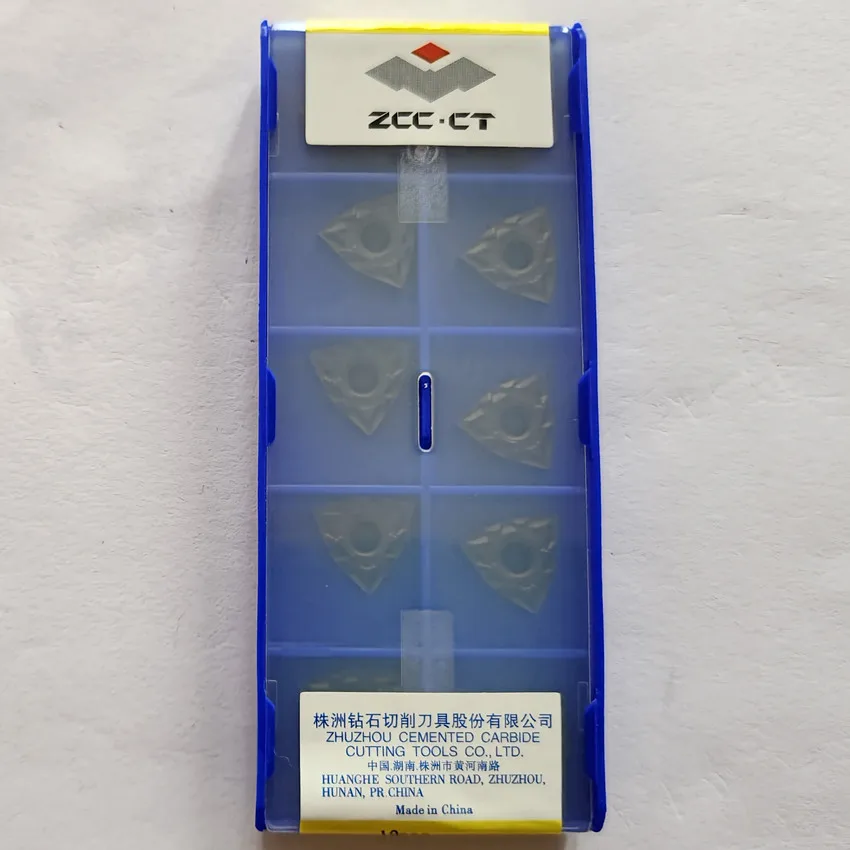 ZCC·CT
株洲钻石切削刀具股份有限公司
ZHUZHOU CEMENTED CARBIDE
CUTTING TOOLS CO., LTD.
中国.湖南.株洲市黄河南路
HUANGHE SOUTHERN ROAD, ZHUZHOU,
HUNAN, PR.CHINA
Made in China